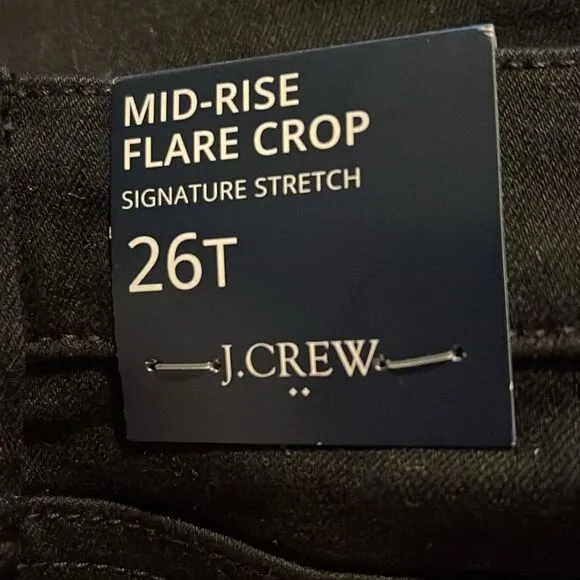 MID-RISE
FLARE CROP
SIGNATURE STRETCH
26T
J.CREW